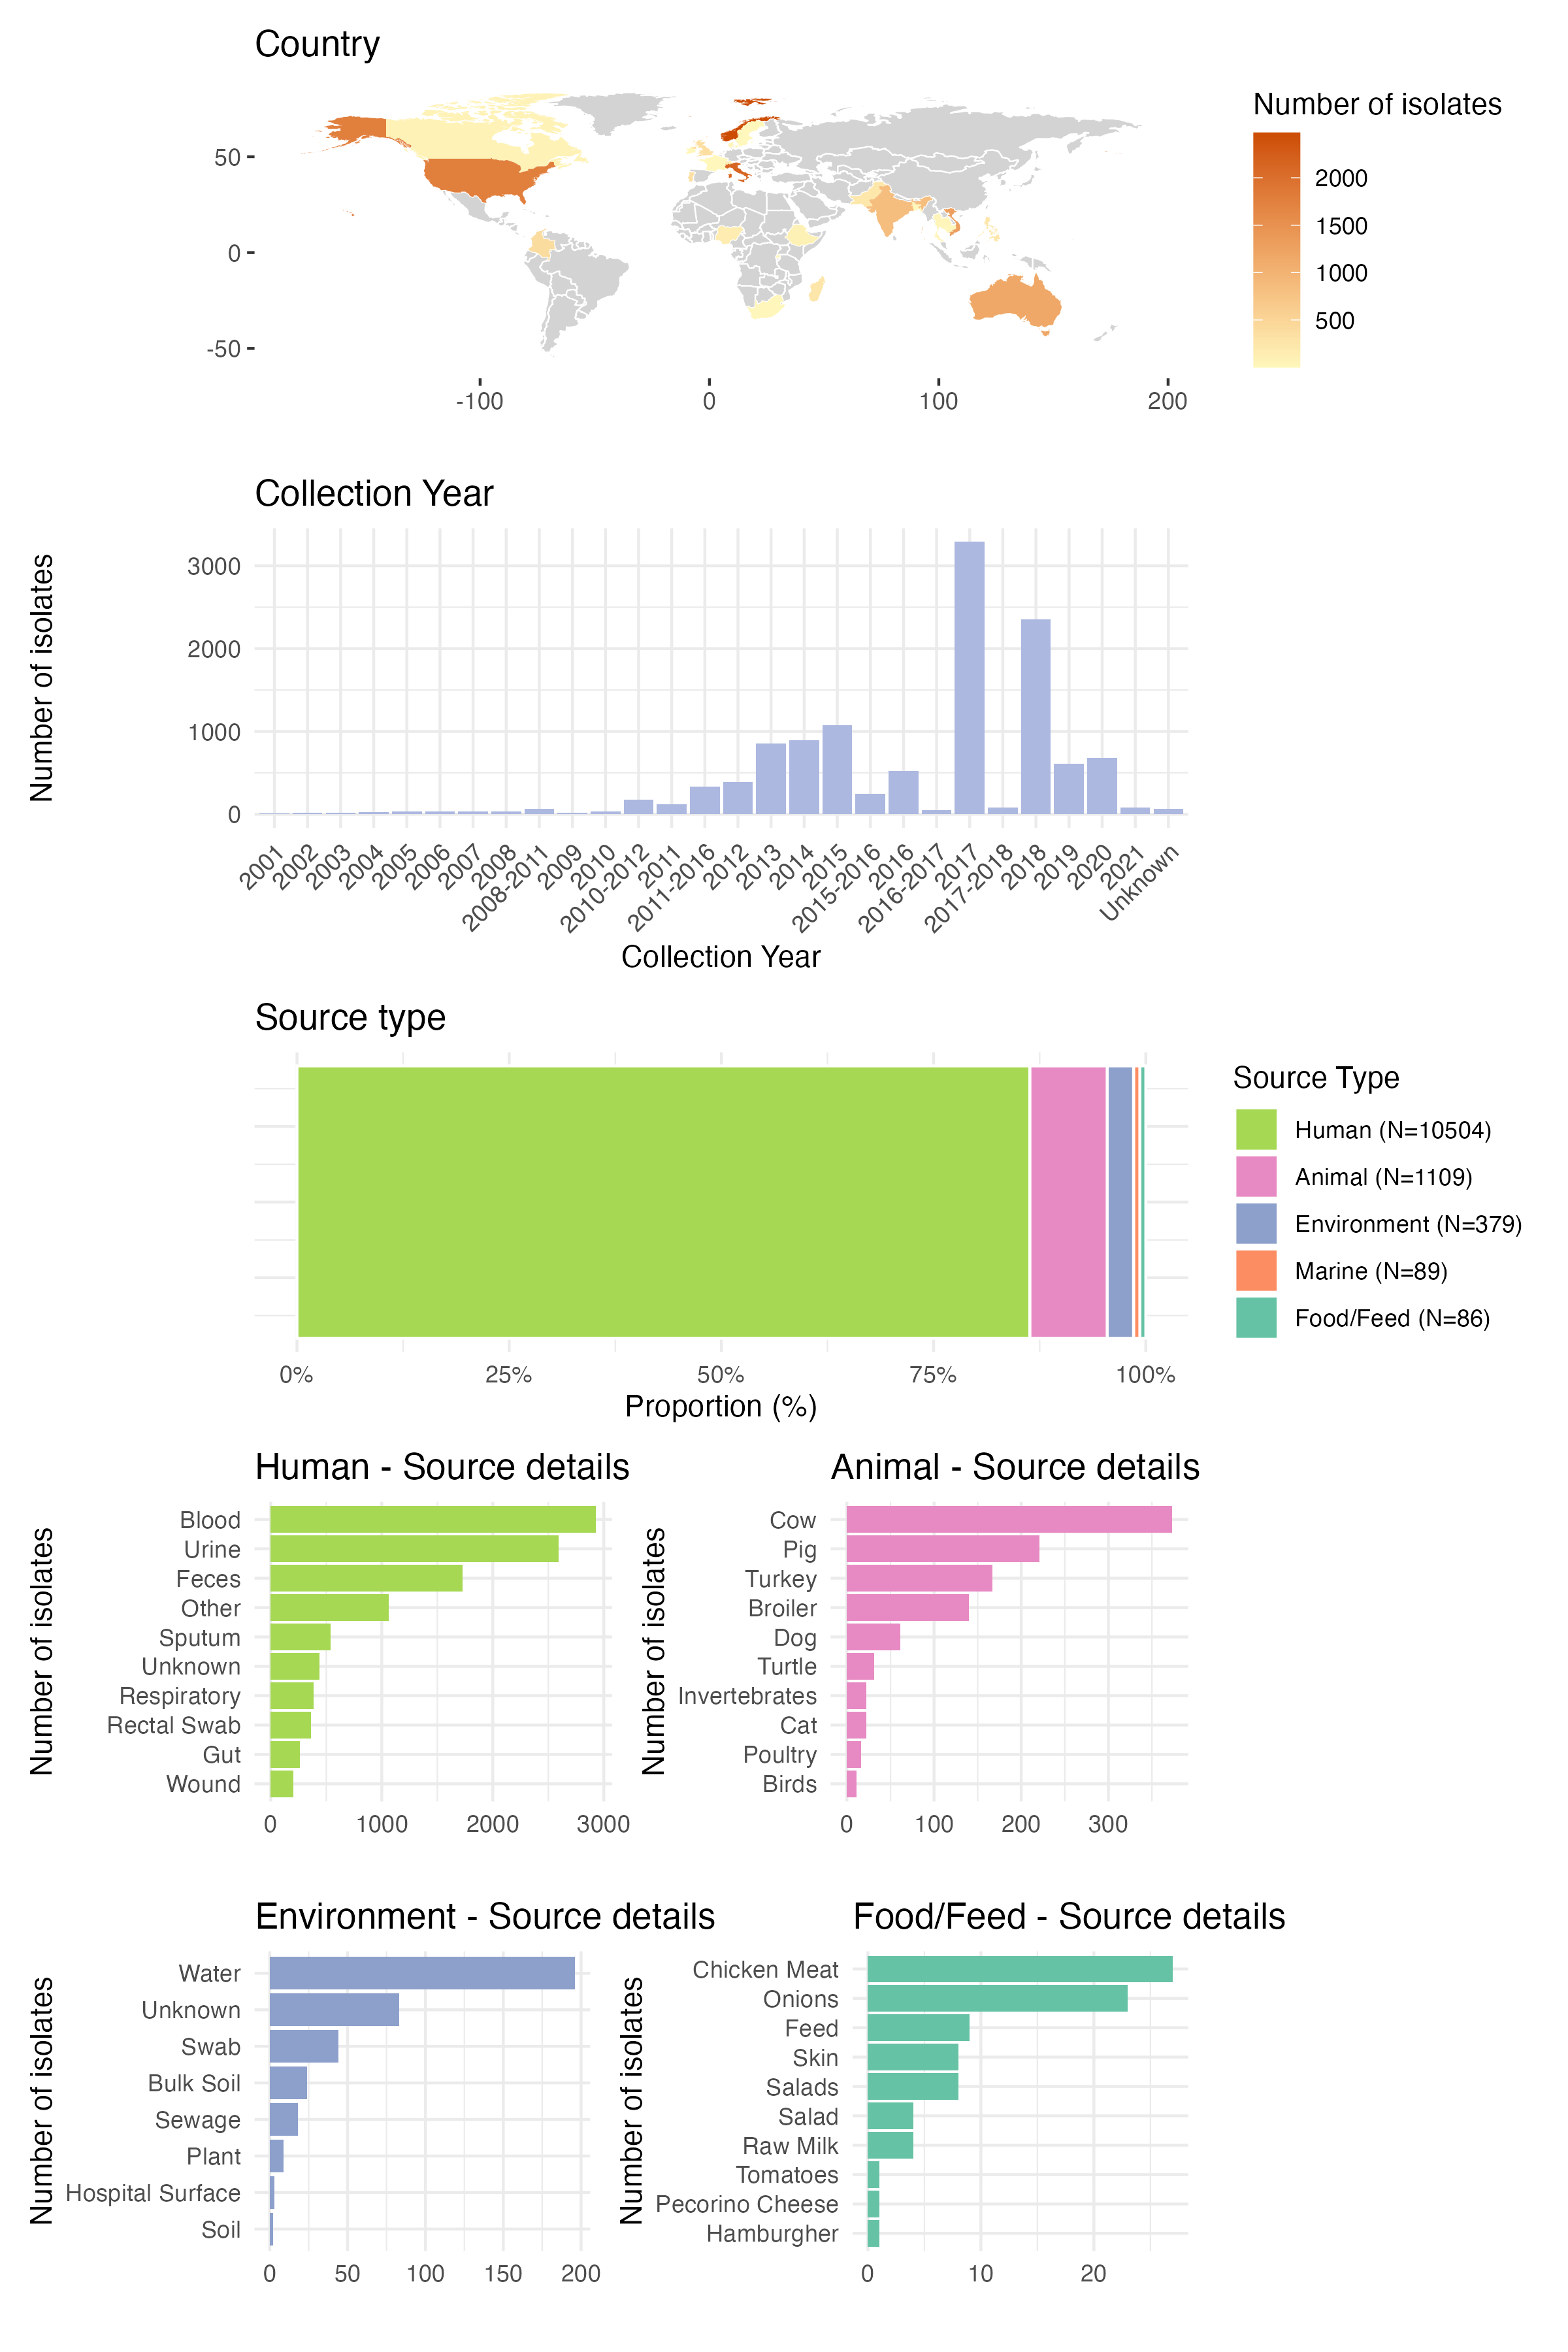 Country
Number of isolates
50
0
-50
-100
0
100
200
2000
1500
1000
500
Collection Year
Number of isolates
3000
2000
1000
0
2001
2002
2003
2004
2005
2006
2007
2008
2008-2011
2009
2010
2010-2012
2011
2011-2016
2012
2013
2014
2015
2015-2016
2016
2016-2017
2017
2017-2018
2018
2019
2020
2021
Unknown
Collection Year
Source type
0%
25%
50%
75%
100%
Proportion (%)
Source Type
Human (N=10504)
Animal (N=1109)
Environment (N=379)
Marine (N=89)
Food/Feed (N=86)
Human - Source details
Number of isolates
Blood
Urine
Feces
Other
Sputum
Unknown
Respiratory
Rectal Swab
Gut
Wound
0
1000
2000
3000
Animal - Source details
Number of isolates
Cow
Pig
Turkey
Broiler
Dog
Turtle
Invertebrates
Cat
Poultry
Birds
0
100
200
300
Environment - Source details
Number of isolates
Water
Unknown
Swab
Bulk Soil
Sewage
Plant
Hospital Surface
Soil
0
50
100
150
200
Food/Feed - Source details
Number of isolates
Chicken Meat
Onions
Feed
Skin
Salads
Salad
Raw Milk
Tomatoes
Pecorino Cheese
Hamburgher
0
10
20